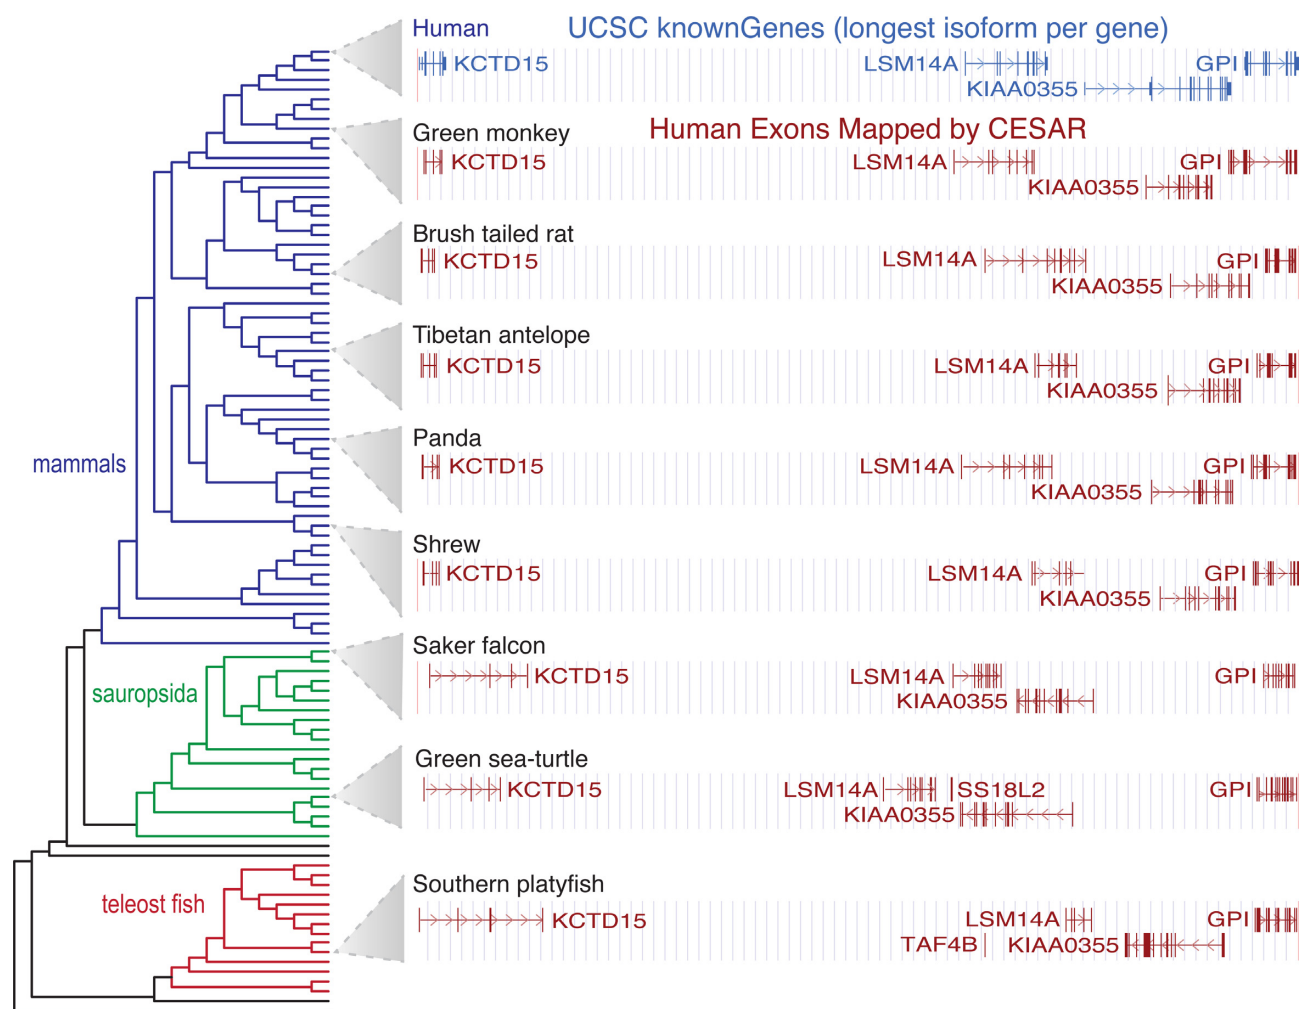 Human UCSC knownGenes (longest isoform per gene)
KCTD15 LSM14A GPI
KIAA0355
Green monkey Human Exons Mapped by CESAR
KCTD15 LSM14A GPI
KIAA0355
Brush tailed rat
KCTD15 LSM14A GPI
KIAA0355
Tibetan antelope
KCTD15 LSM14A GPI
KIAA0355
Panda
mammals
KCTD15 LSM14A GPI
KIAA0355
Shrew
KCTD15 LSM14A GPI
KIAA0355
Saker falcon
KCTD15 LSM14A GPI
sauropsida
KIAA0355
Green sea-turtle
KCTD15 LSM14A SS18L2 GPI
KIAA0355
Southern platyfish
teleost fish
KCTD15 LSM14A GPI
TAF4B KIAA0355